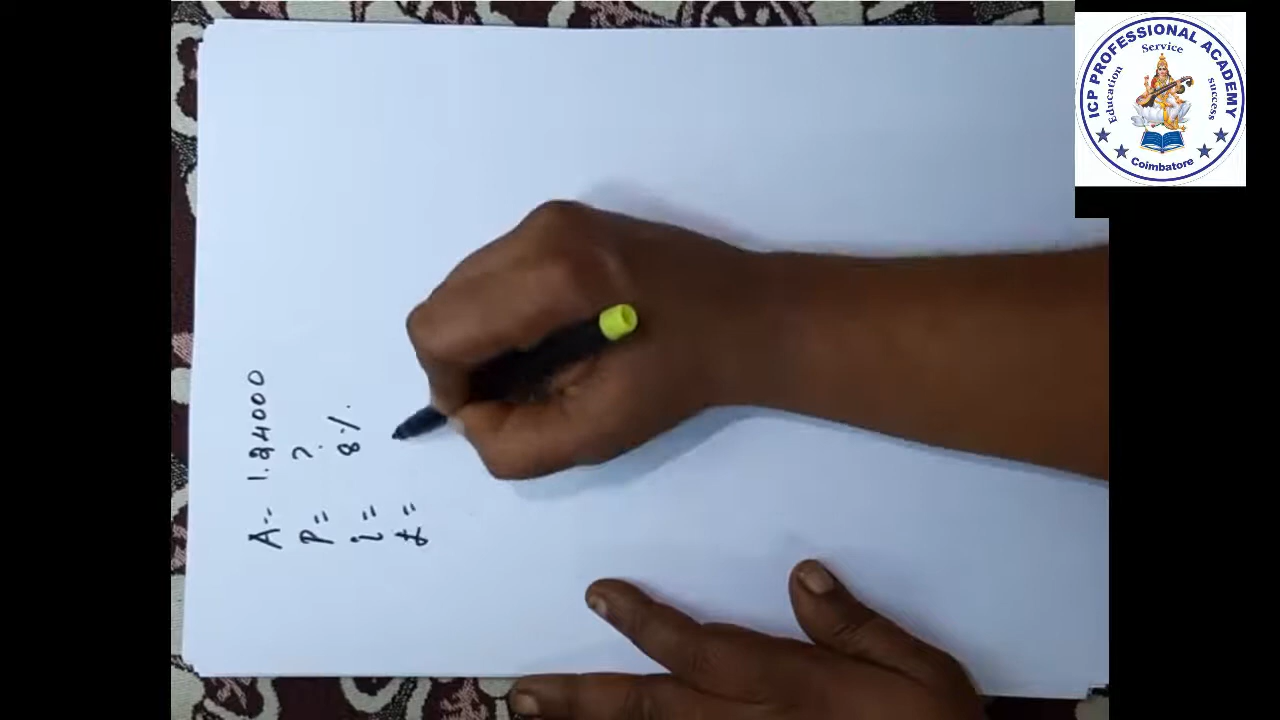 A = 1.24000
P = ?
i = 8%.
t =
ICP PROFESSIONAL ACADEMY
Service
Education
success
Coimbatore